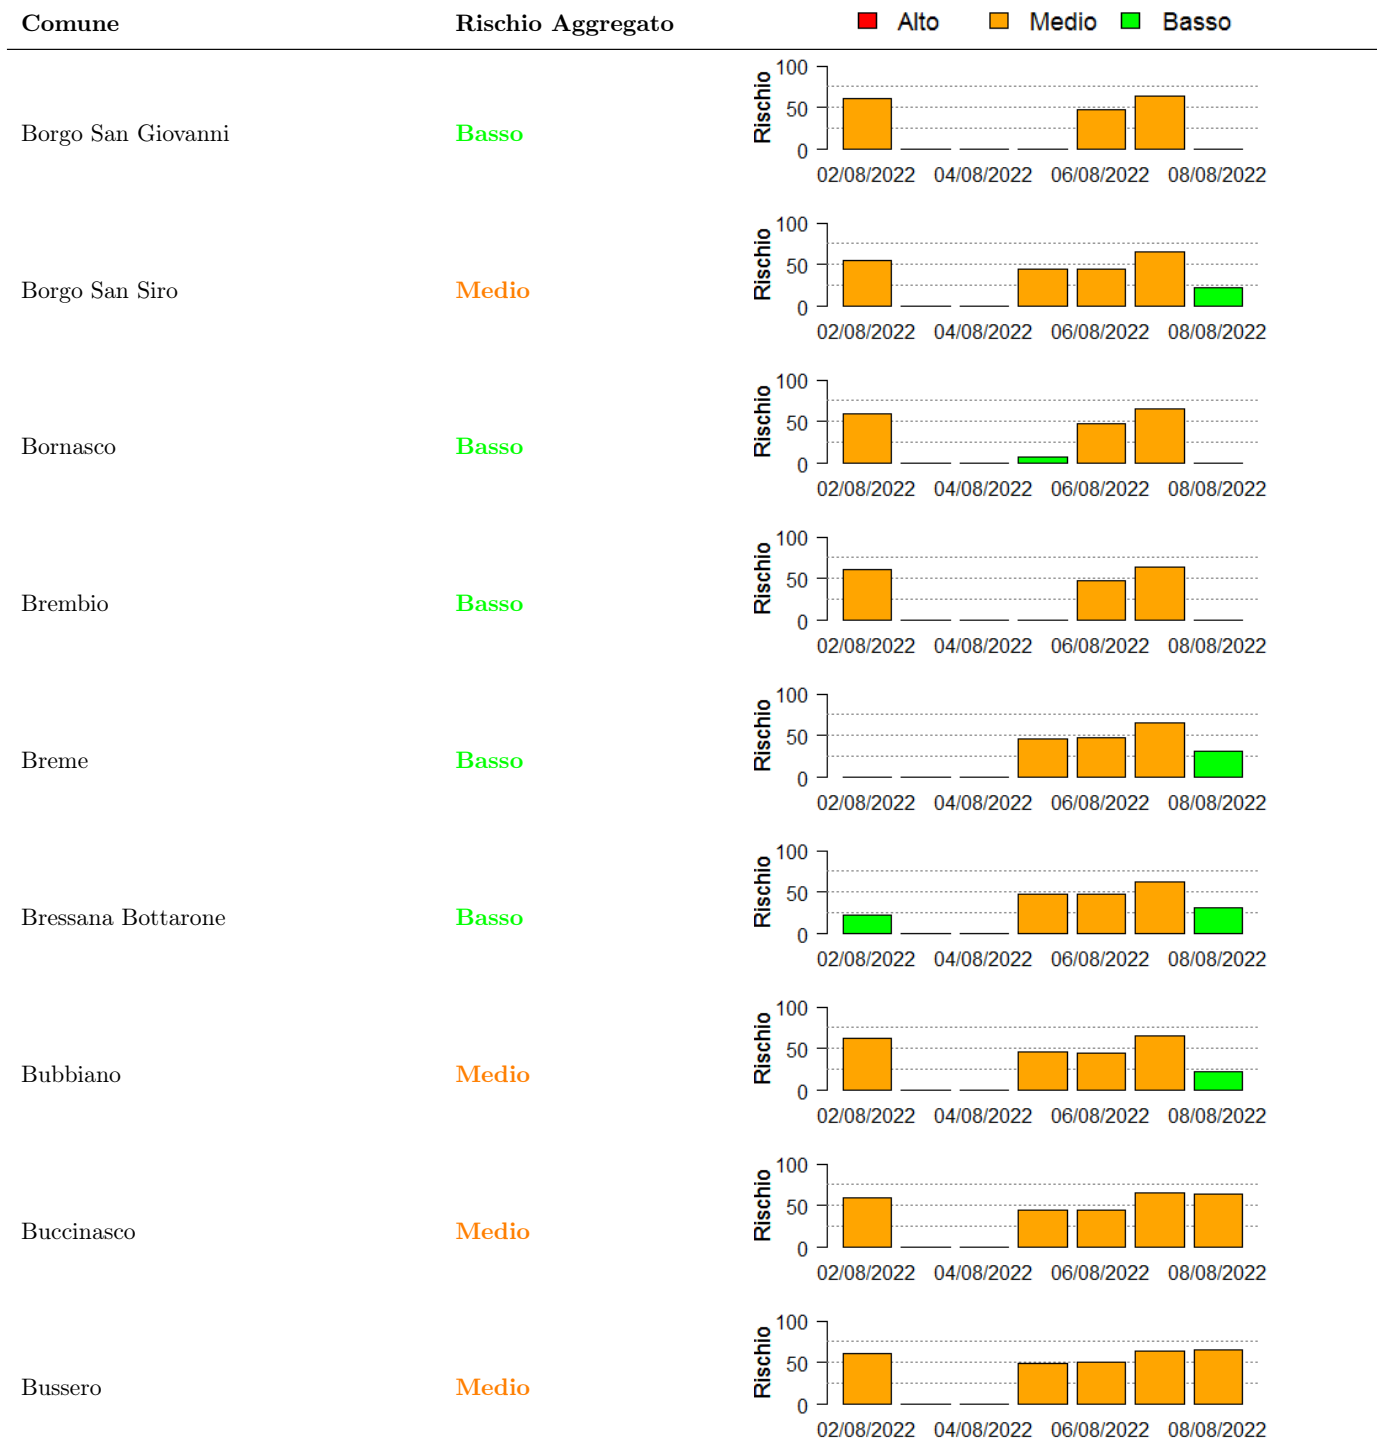 Comune Rischio Aggregato Alto Medio Basso
Borgo San Giovanni Basso
Rischio
100
50
0
02/08/2022 04/08/2022 06/08/2022 08/08/2022
Borgo San Siro Medio
Rischio
100
50
0
02/08/2022 04/08/2022 06/08/2022 08/08/2022
Bornasco Basso
Rischio
100
50
0
02/08/2022 04/08/2022 06/08/2022 08/08/2022
Brembio Basso
Rischio
100
50
0
02/08/2022 04/08/2022 06/08/2022 08/08/2022
Breme Basso
Rischio
100
50
0
02/08/2022 04/08/2022 06/08/2022 08/08/2022
Bressana Bottarone Basso
Rischio
100
50
0
02/08/2022 04/08/2022 06/08/2022 08/08/2022
Bubbiano Medio
Rischio
100
50
0
02/08/2022 04/08/2022 06/08/2022 08/08/2022
Buccinasco Medio
Rischio
100
50
0
02/08/2022 04/08/2022 06/08/2022 08/08/2022
Bussero Medio
Rischio
100
50
0
02/08/2022 04/08/2022 06/08/2022 08/08/2022